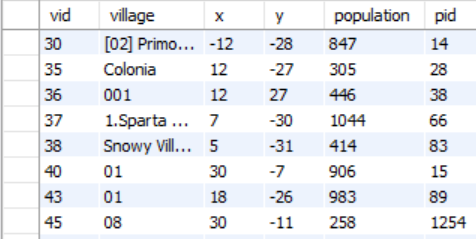 vid village x y population pid
30 [02] Primo... -12 -28 847 14
35 Colonia 12 -27 305 28
36 001 12 27 446 38
37 1.Sparta ... 7 -30 1044 66
38 Snowy Vill... 5 -31 414 83
40 01 30 -7 906 15
43 01 18 -26 983 89
45 08 30 -11 258 1254